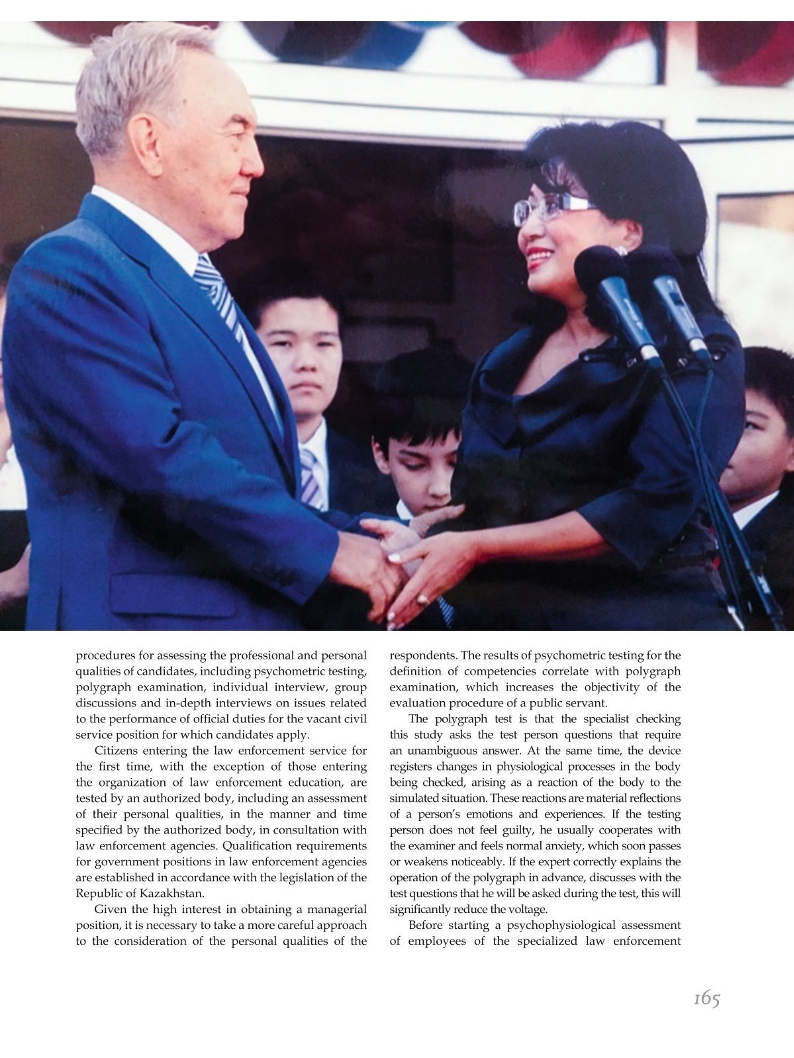 procedures for assessing the professional and personal
qualities of candidates, including psychometric testing,
polygraph examination, individual interview, group
discussions and in-depth interviews on issues related
to the performance of official duties for the vacant civil
service position for which candidates apply.
Citizens entering the law enforcement service for
the first time, with the exception of those entering
the organization of law enforcement education, are
tested by an authorized body, including an assessment
of their personal qualities, in the manner and time
specified by the authorized body, in consultation with
law enforcement agencies. Qualification requirements
for government positions in law enforcement agencies
are established in accordance with the legislation of the
Republic of Kazakhstan.
Given the high interest in obtaining a managerial
position, it is necessary to take a more careful approach
to the consideration of the personal qualities of the
respondents. The results of psychometric testing for the
definition of competencies correlate with polygraph
examination, which increases the objectivity of the
evaluation procedure of a public servant.
The polygraph test is that the specialist checking
this study asks the test person questions that require
an unambiguous answer. At the same time, the device
registers changes in physiological processes in the body
being checked, arising as a reaction of the body to the
simulated situation. These reactions are material reflections
of a person's emotions and experiences. If the testing
person does not feel guilty, he usually cooperates with
the examiner and feels normal anxiety, which soon passes
or weakens noticeably. If the expert correctly explains the
operation of the polygraph in advance, discusses with the
test questions that he will be asked during the test, this will
significantly reduce the voltage.
Before starting a psychophysiological assessment
of employees of the specialized law enforcement
165